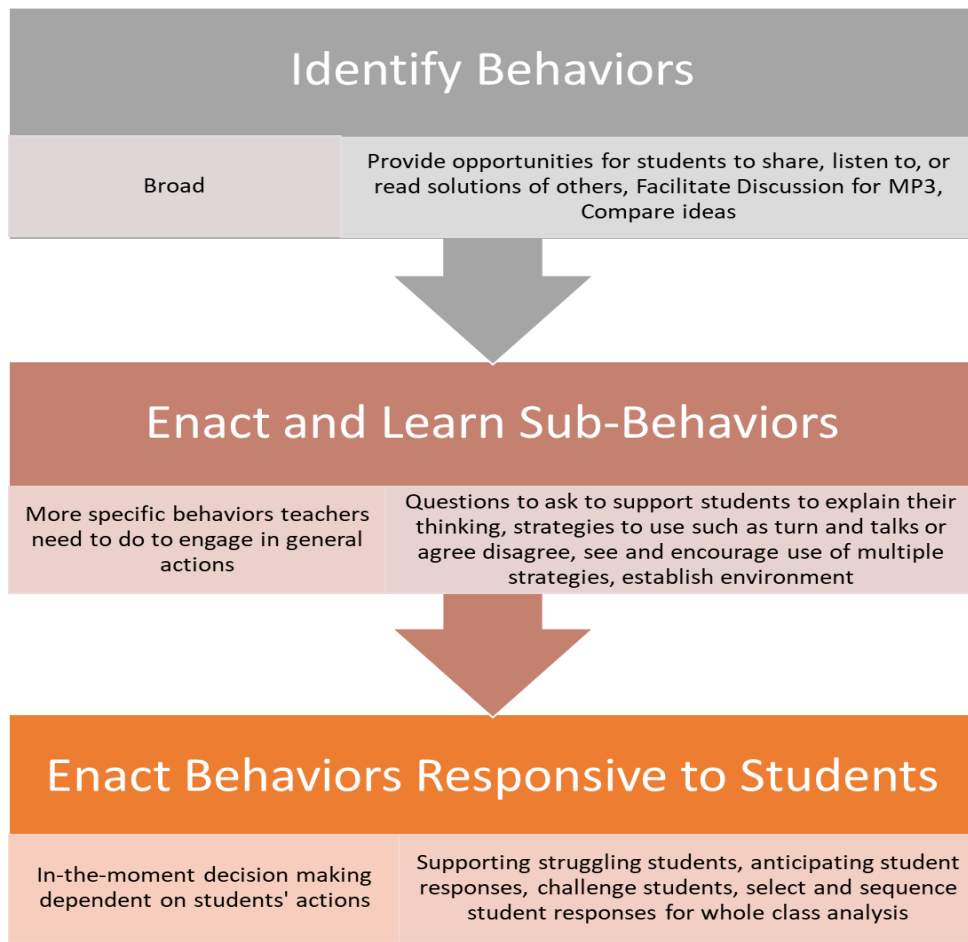 Identify Behaviors
Broad
Provide opportunities for students to share, listen to, or
read solutions of others, Facilitate Discussion for MP3,
Compare ideas
Enact and Learn Sub-Behaviors
More specific behaviors teachers
need to do to engage in general
actions
Questions to ask to support students to explain their
thinking, strategies to use such as turn and talks or
agree disagree, see and encourage use of multiple
strategies, establish environment
Enact Behaviors Responsive to Students
In-the-moment decision making
dependent on students' actions
Supporting struggling students, anticipating student
responses, challenge students, select and sequence
student responses for whole class analysis